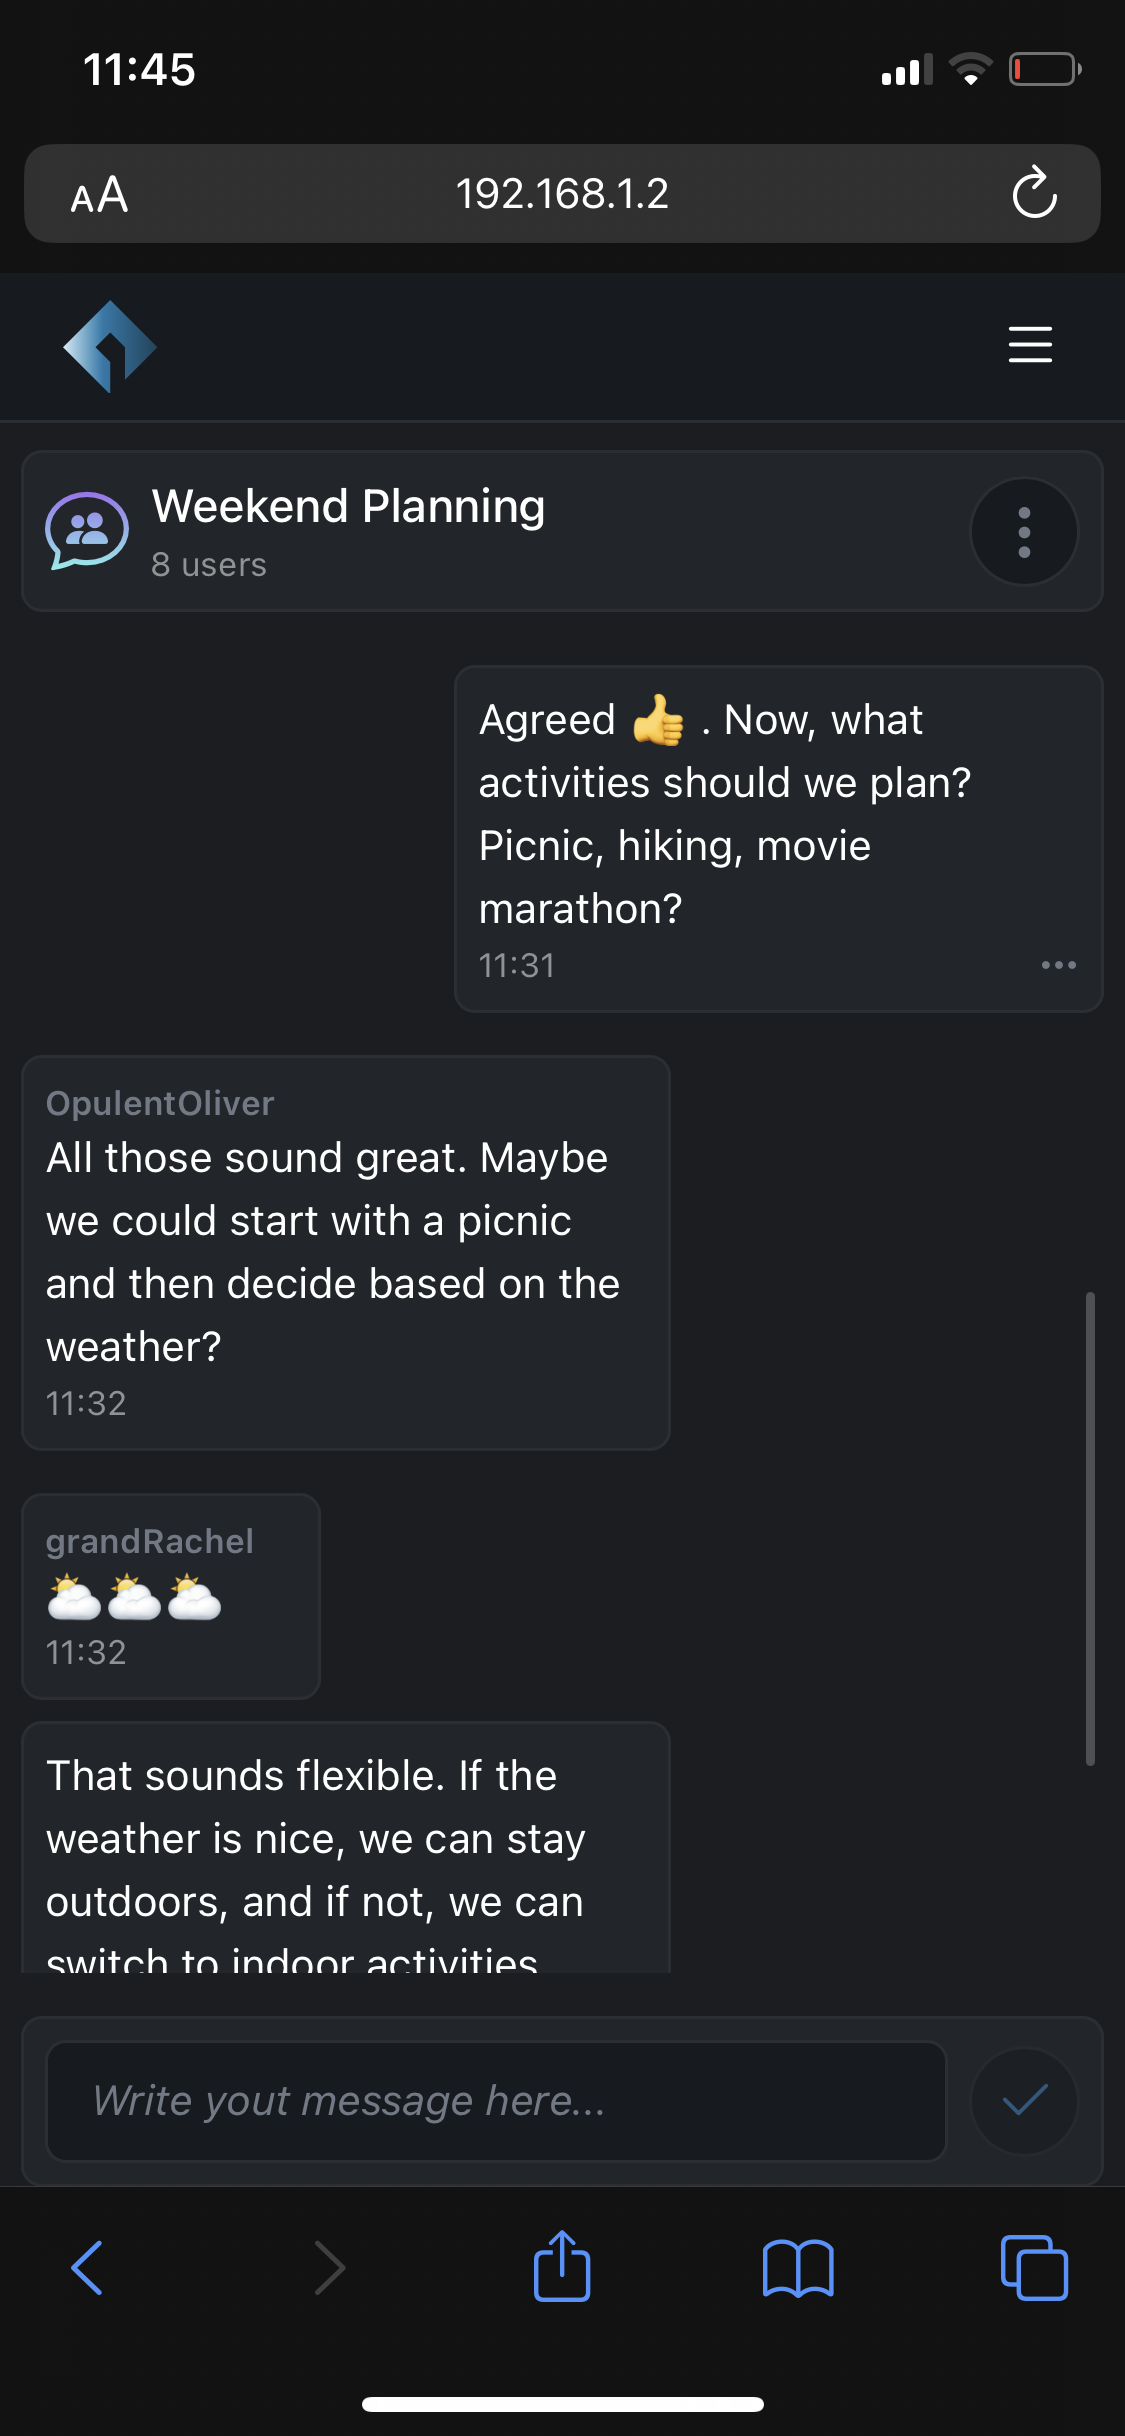 11:45
AA 192.168.1.2
Weekend Planning
8 users
Agreed 👍 . Now, what
activities should we plan?
Picnic, hiking, movie
marathon?
11:31
OpulentOliver
All those sound great. Maybe
we could start with a picnic
and then decide based on the
weather?
11:32
grandRachel
🌥️🌥️🌥️
11:32
That sounds flexible. If the
weather is nice, we can stay
outdoors, and if not, we can
switch to indoor activities
Write yout message here...